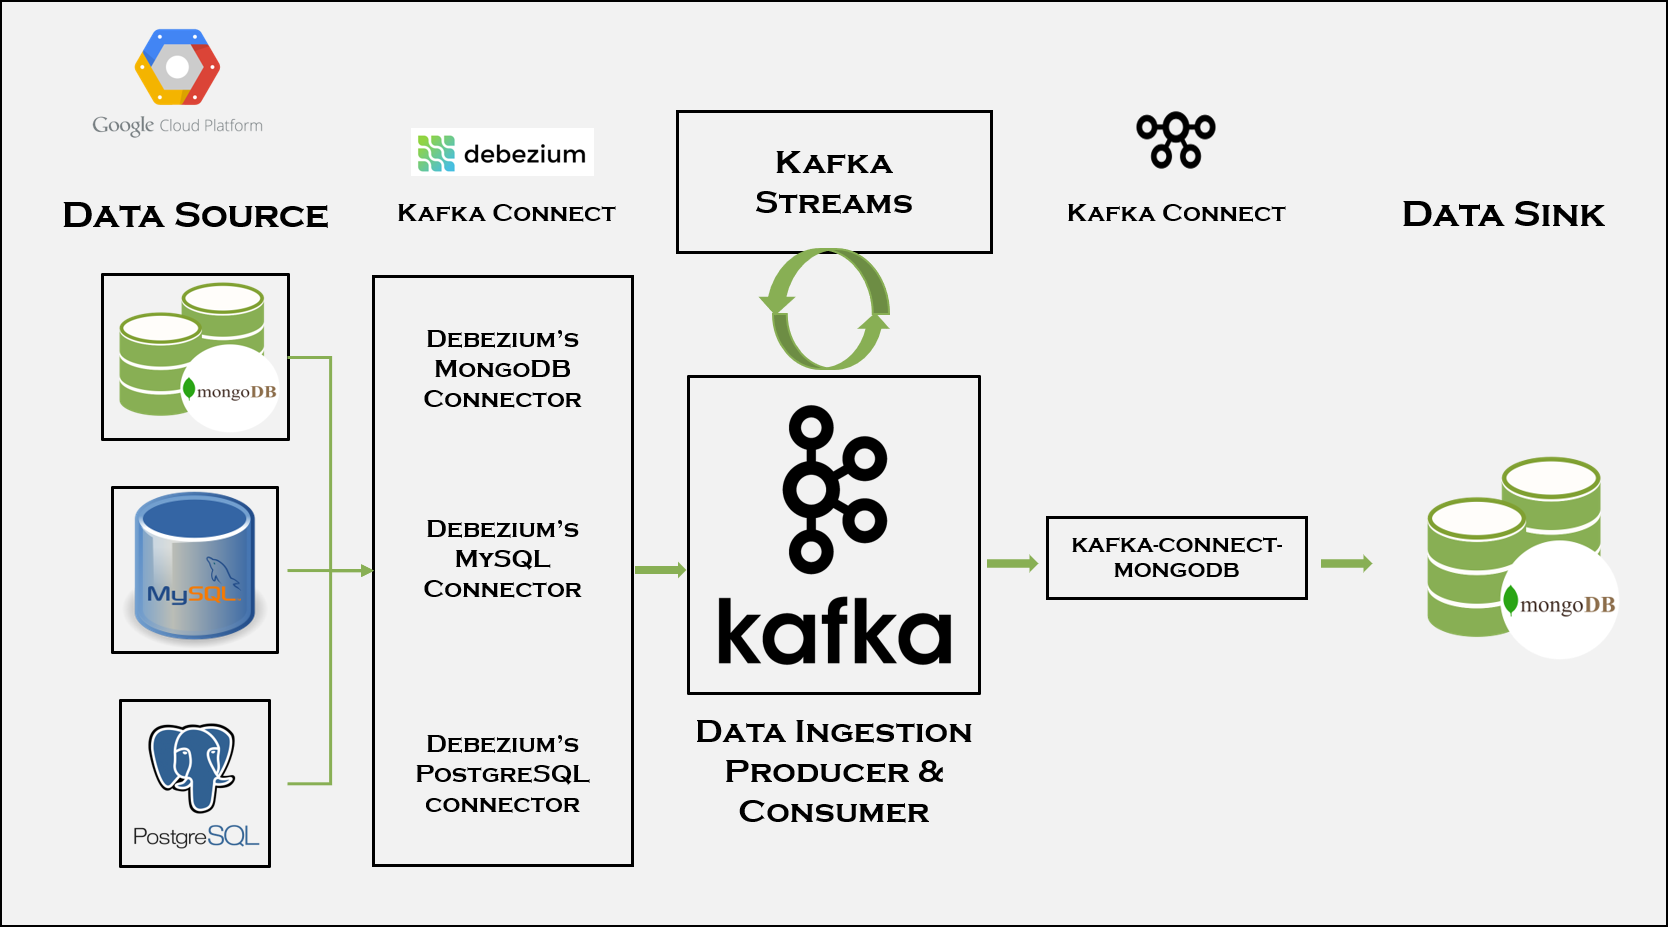 Google Cloud Platform
DATA SOURCE
mongoDB
MySQL
PostgreSQL
debezium
KAFKA CONNECT
DEBEZIUM'S
MONGODB
CONNECTOR
DEBEZIUM'S
MYSQL
CONNECTOR
DEBEZIUM'S
POSTGRESQL
CONNECTOR
KAFKA
STREAMS
kafka
DATA INGESTION
PRODUCER &
CONSUMER
KAFKA CONNECT
KAFKA-CONNECT-
MONGODB
DATA SINK
mongoDB